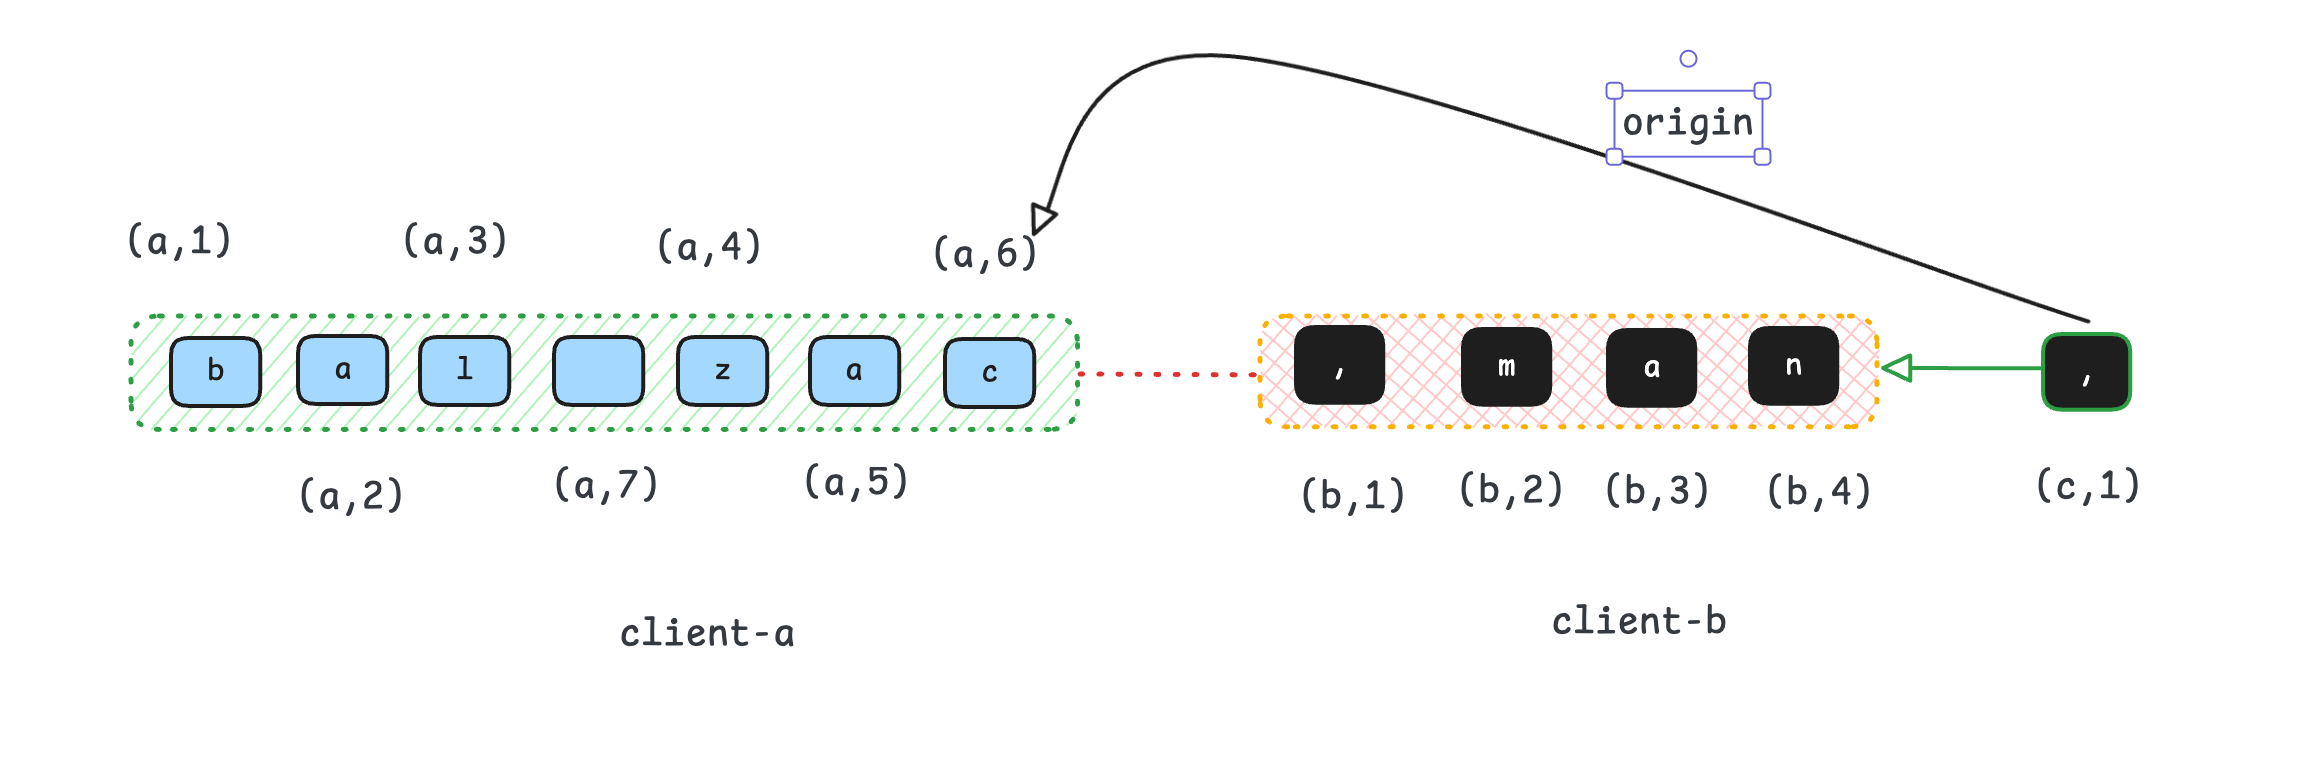 origin
(a,1) (a,3) (a,4) (a,6)
b a l z a c , m a n ,
(a,2) (a,7) (a,5) (b,1) (b,2) (b,3) (b,4) (c,1)
client-a client-b